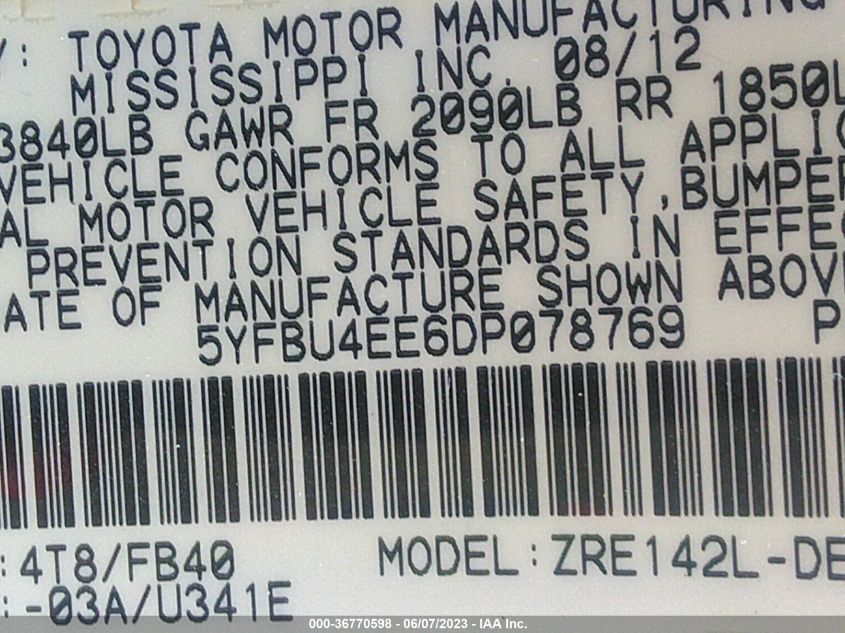 Y: TOYOTA MOTOR MANUFACTURING
MISSISSIPPI INC. 08/12
3840LB GAWR FR 2090LB RR 1850L
VEHICLE CONFORMS TO ALL APPLIC
AL MOTOR VEHICLE SAFETY,BUMPER
PREVENTION STANDARDS IN EFFEC
ATE OF MANUFACTURE SHOWN ABOVE
5YFBU4EE6DP078769 P
:4T8/FB40 MODEL:ZRE142L-DE
:-03A/U341E
000-36770598 - 06/07/2023 - IAA Inc.